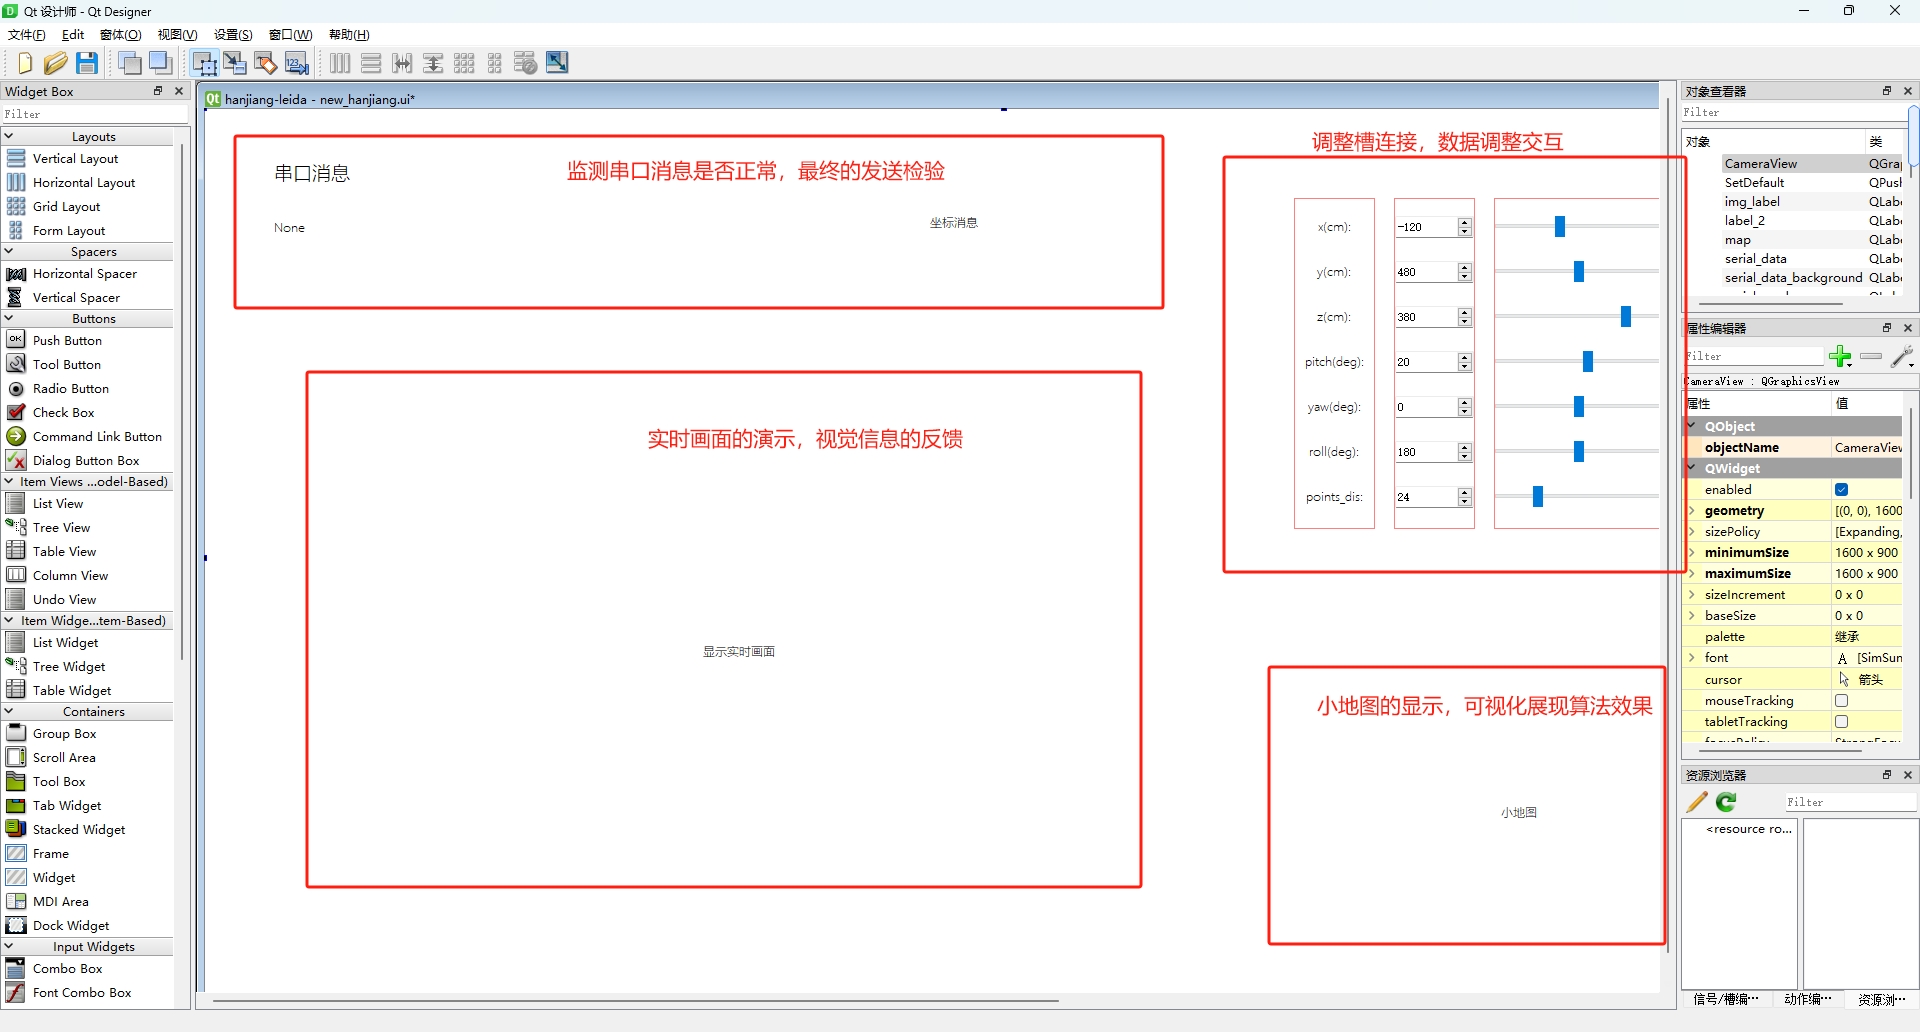 Qt 设计师 - Qt Designer
文件(F) Edit 窗体(O) 视图(V) 设置(S) 窗口(W) 帮助(H)
Widget Box
Filter
Layouts
Vertical Layout
Horizontal Layout
Grid Layout
Form Layout
Spacers
Horizontal Spacer
Vertical Spacer
Buttons
Push Button
Tool Button
Radio Button
Check Box
Command Link Button
Dialog Button Box
Item Views ...odel-Based)
List View
Tree View
Table View
Column View
Undo View
Item Widge...tem-Based)
List Widget
Tree Widget
Table Widget
Containers
Group Box
Scroll Area
Tool Box
Tab Widget
Stacked Widget
Frame
Widget
MDI Area
Dock Widget
Input Widgets
Combo Box
Font Combo Box
hanjiang-leida - new_hanjiang.ui*
串口消息
监测串口消息是否正常，最终的发送检验
None
坐标消息
实时画面的演示，视觉信息的反馈
显示实时画面
调整槽连接，数据调整交互
x(cm): -120
y(cm): 480
z(cm): 380
pitch(deg): 20
yaw(deg): 0
roll(deg): 180
points_dis: 24
小地图的显示，可视化展现算法效果
小地图
对象查看器
Filter
对象 类
CameraView QGra
SetDefault QPus
img_label QLab
label_2 QLab
map QLab
serial_data QLab
serial_data_background QLab
属性编辑器
Filter
CameraView : QGraphicsView
属性 值
QObject
objectName CameraView
QWidget
enabled
geometry [(0, 0), 1600
sizePolicy [Expanding,
minimumSize 1600 x 900
maximumSize 1600 x 900
sizeIncrement 0 x 0
baseSize 0 x 0
palette 继承
font A [SimSun
cursor 箭头
mouseTracking
tabletTracking
资源浏览器
Filter
<resource ro...
信号/槽编… 动作编… 资源浏…